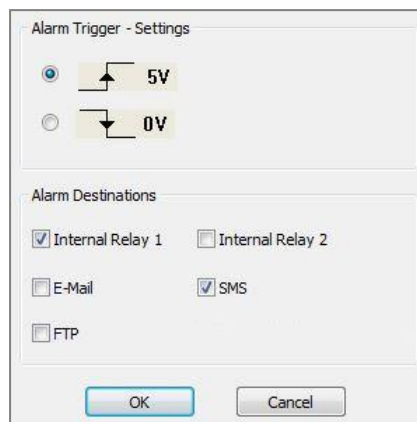 Alarm Trigger - Settings
5V
0V
Alarm Destinations
Internal Relay 1 Internal Relay 2
E-Mail SMS
FTP
OK Cancel